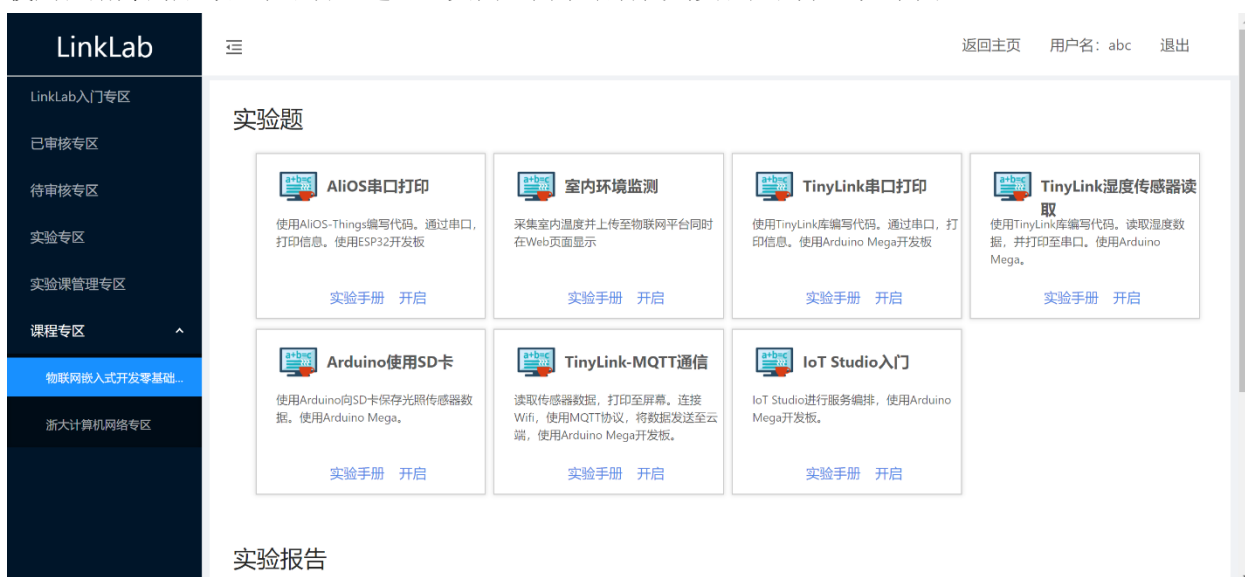 LinkLab
返回主页 用户名：abc 退出
LinkLab入门专区
已审核专区
待审核专区
实验专区
实验课管理专区
课程专区
物联网嵌入式开发零基础...
浙大计算机网络专区
实验题
AliOS串口打印
使用AliOS-Things编写代码。通过串口，
打印信息。使用ESP32开发板
实验手册 开启
室内环境监测
采集室内温度并上传至物联网平台同时
在Web页面显示
实验手册 开启
TinyLink串口打印
使用TinyLink库编写代码。通过串口，打
印信息。使用Arduino Mega开发板
实验手册 开启
TinyLink湿度传感器读
取
使用TinyLink库编写代码。读取湿度数
据，并打印至串口。使用Arduino
Mega。
实验手册 开启
Arduino使用SD卡
使用Arduino向SD卡保存光照传感器数
据。使用Arduino Mega。
实验手册 开启
TinyLink-MQTT通信
读取传感器数据，打印至屏幕。连接
Wifi，使用MQTT协议，将数据发送至云
端，使用Arduino Mega开发板。
实验手册 开启
IoT Studio入门
IoT Studio进行服务编排，使用Arduino
Mega开发板。
实验手册 开启
实验报告